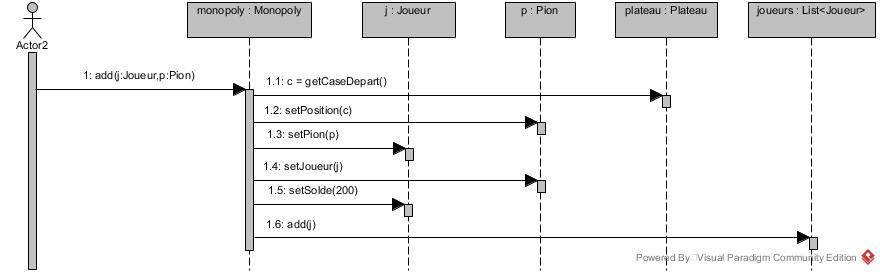 monopoly : Monopoly
j : Joueur
p : Pion
plateau : Plateau
joueurs : List<Joueur>
Actor2
1: add(j:Joueur,p:Pion)
1.1: c = getCaseDepart()
1.2: setPosition(c)
1.3: setPion(p)
1.4: setJoueur(j)
1.5: setSolde(200)
1.6: add(j)
Powered By Visual Paradigm Community Edition